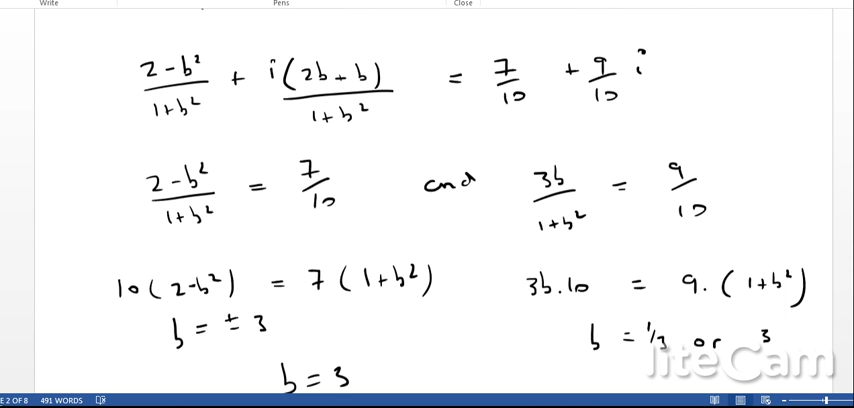 Write Pens Close
2-b²/1+b² + i(2b+b)/1+b² = 7/10 + 9/10 i
2-b²/1+b² = 7/10 and 3b/1+b² = 9/10
10(2-b²) = 7(1+b²) 3b.10 = 9.(1+b²)
b = ± 3 b = 1/3 or 3
b = 3
liteCam
E 2 OF 8 491 WORDS